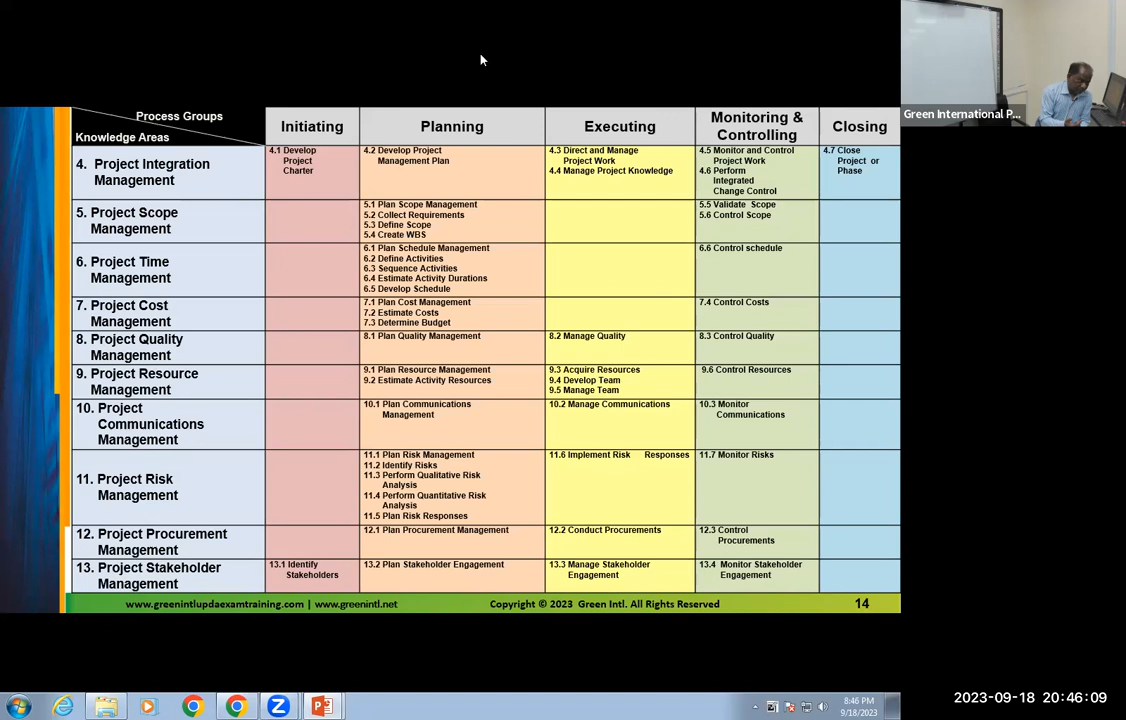 Green International P...
Process Groups
Knowledge Areas
Initiating
Planning
Executing
Monitoring &
Controlling
Closing
4. Project Integration
Management
4.1 Develop
Project
Charter
4.2 Develop Project
Management Plan
4.3 Direct and Manage
Project Work
4.4 Manage Project Knowledge
4.5 Monitor and Control
Project Work
4.6 Perform
Integrated
Change Control
4.7 Close
Project or
Phase
5. Project Scope
Management
5.1 Plan Scope Management
5.2 Collect Requirements
5.3 Define Scope
5.4 Create WBS
5.5 Validate Scope
5.6 Control Scope
6. Project Time
Management
6.1 Plan Schedule Management
6.2 Define Activities
6.3 Sequence Activities
6.4 Estimate Activity Durations
6.5 Develop Schedule
6.6 Control schedule
7. Project Cost
Management
7.1 Plan Cost Management
7.2 Estimate Costs
7.3 Determine Budget
7.4 Control Costs
8. Project Quality
Management
8.1 Plan Quality Management
8.2 Manage Quality
8.3 Control Quality
9. Project Resource
Management
9.1 Plan Resource Management
9.2 Estimate Activity Resources
9.3 Acquire Resources
9.4 Develop Team
9.5 Manage Team
9.6 Control Resources
10. Project
Communications
Management
10.1 Plan Communications
Management
10.2 Manage Communications
10.3 Monitor
Communications
11. Project Risk
Management
11.1 Plan Risk Management
11.2 Identify Risks
11.3 Perform Qualitative Risk
Analysis
11.4 Perform Quantitative Risk
Analysis
11.5 Plan Risk Responses
11.6 Implement Risk Responses
11.7 Monitor Risks
12. Project Procurement
Management
12.1 Plan Procurement Management
12.2 Conduct Procurements
12.3 Control
Procurements
13. Project Stakeholder
Management
13.1 Identify
Stakeholders
13.2 Plan Stakeholder Engagement
13.3 Manage Stakeholder
Engagement
13.4 Monitor Stakeholder
Engagement
www.greenintlupdaexamtraining.com | www.greenintl.net
Copyright © 2023 Green Intl. All Rights Reserved
14
8:46 PM
9/18/2023
2023-09-18 20:46:09